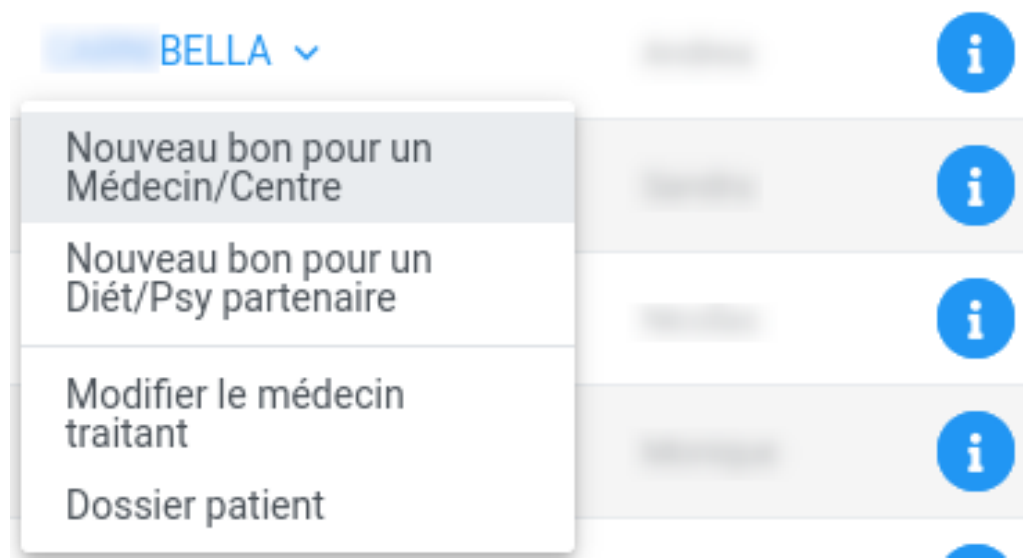 BELLA
Nouveau bon pour un
Médecin/Centre
Nouveau bon pour un
Diét/Psy partenaire
Modifier le médecin
traitant
Dossier patient